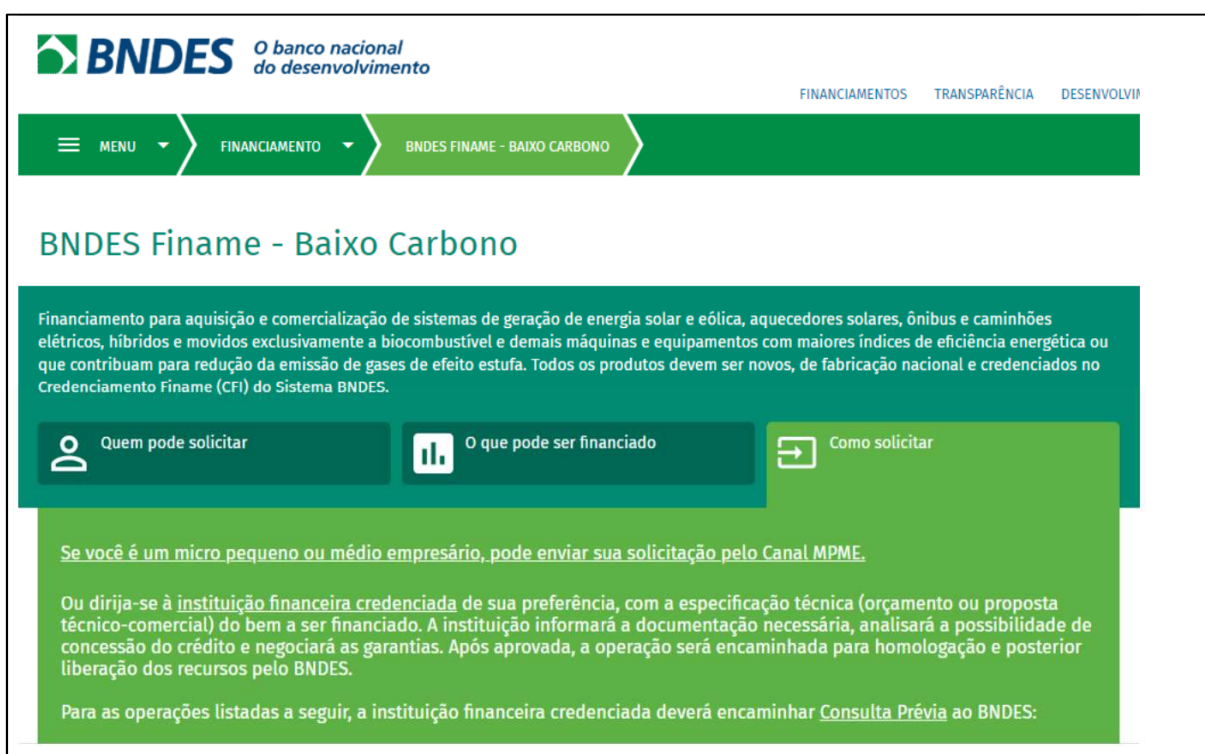 BNDES O banco nacional
do desenvolvimento
FINANCIAMENTOS TRANSPARÊNCIA DESENVOLVIM
MENU FINANCIAMENTO BNDES FINAME - BAIXO CARBONO
BNDES Finame - Baixo Carbono
Financiamento para aquisição e comercialização de sistemas de geração de energia solar e eólica, aquecedores solares, ônibus e caminhões
elétricos, híbridos e movidos exclusivamente a biocombustível e demais máquinas e equipamentos com maiores índices de eficiência energética ou
que contribuam para redução da emissão de gases de efeito estufa. Todos os produtos devem ser novos, de fabricação nacional e credenciados no
Credenciamento Finame (CFI) do Sistema BNDES.
Quem pode solicitar O que pode ser financiado Como solicitar
Se você é um micro pequeno ou médio empresário, pode enviar sua solicitação pelo Canal MPME.
Ou dirija-se à instituição financeira credenciada de sua preferência, com a especificação técnica (orçamento ou proposta
técnico-comercial) do bem a ser financiado. A instituição informará a documentação necessária, analisará a possibilidade de
concessão do crédito e negociará as garantias. Após aprovada, a operação será encaminhada para homologação e posterior
liberação dos recursos pelo BNDES.
Para as operações listadas a seguir, a instituição financeira credenciada deverá encaminhar Consulta Prévia ao BNDES: